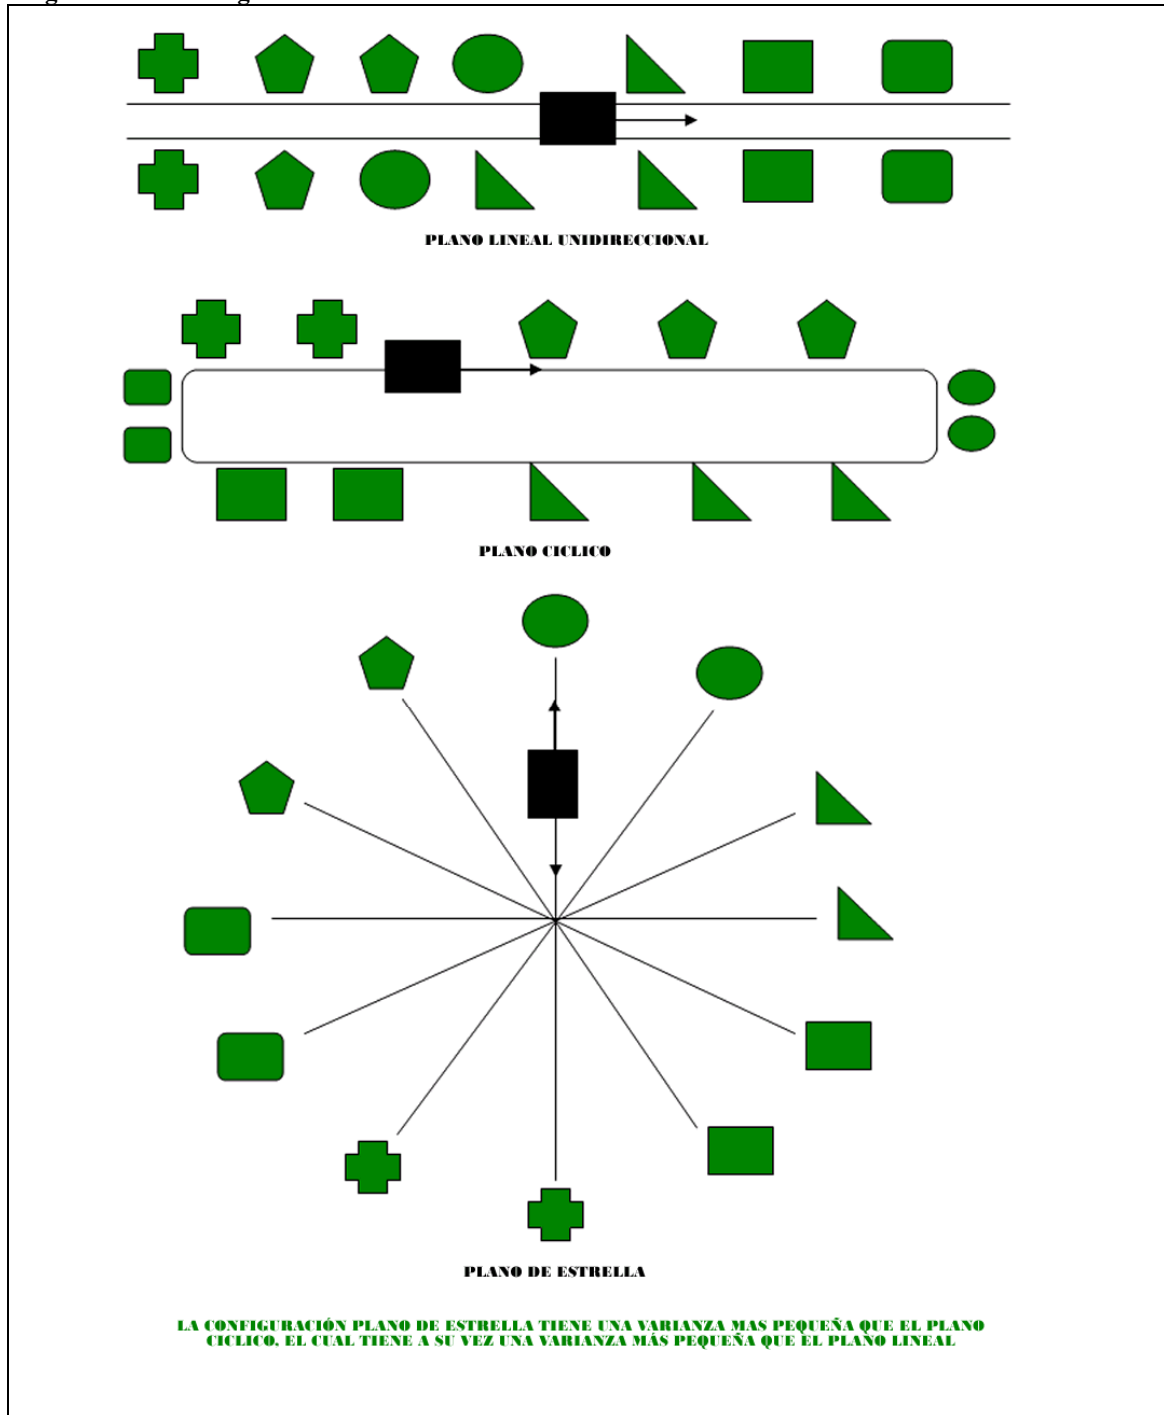 PLANO LINEAL UNIDIRECCIONAL
PLANO CICLICO
PLANO DE ESTRELLA
LA CONFIGURACIÓN PLANO DE ESTRELLA TIENE UNA VARIANZA MAS PEQUEÑA QUE EL PLANO
CICLICO, EL CUAL TIENE A SU VEZ UNA VARIANZA MÁS PEQUEÑA QUE EL PLANO LINEAL